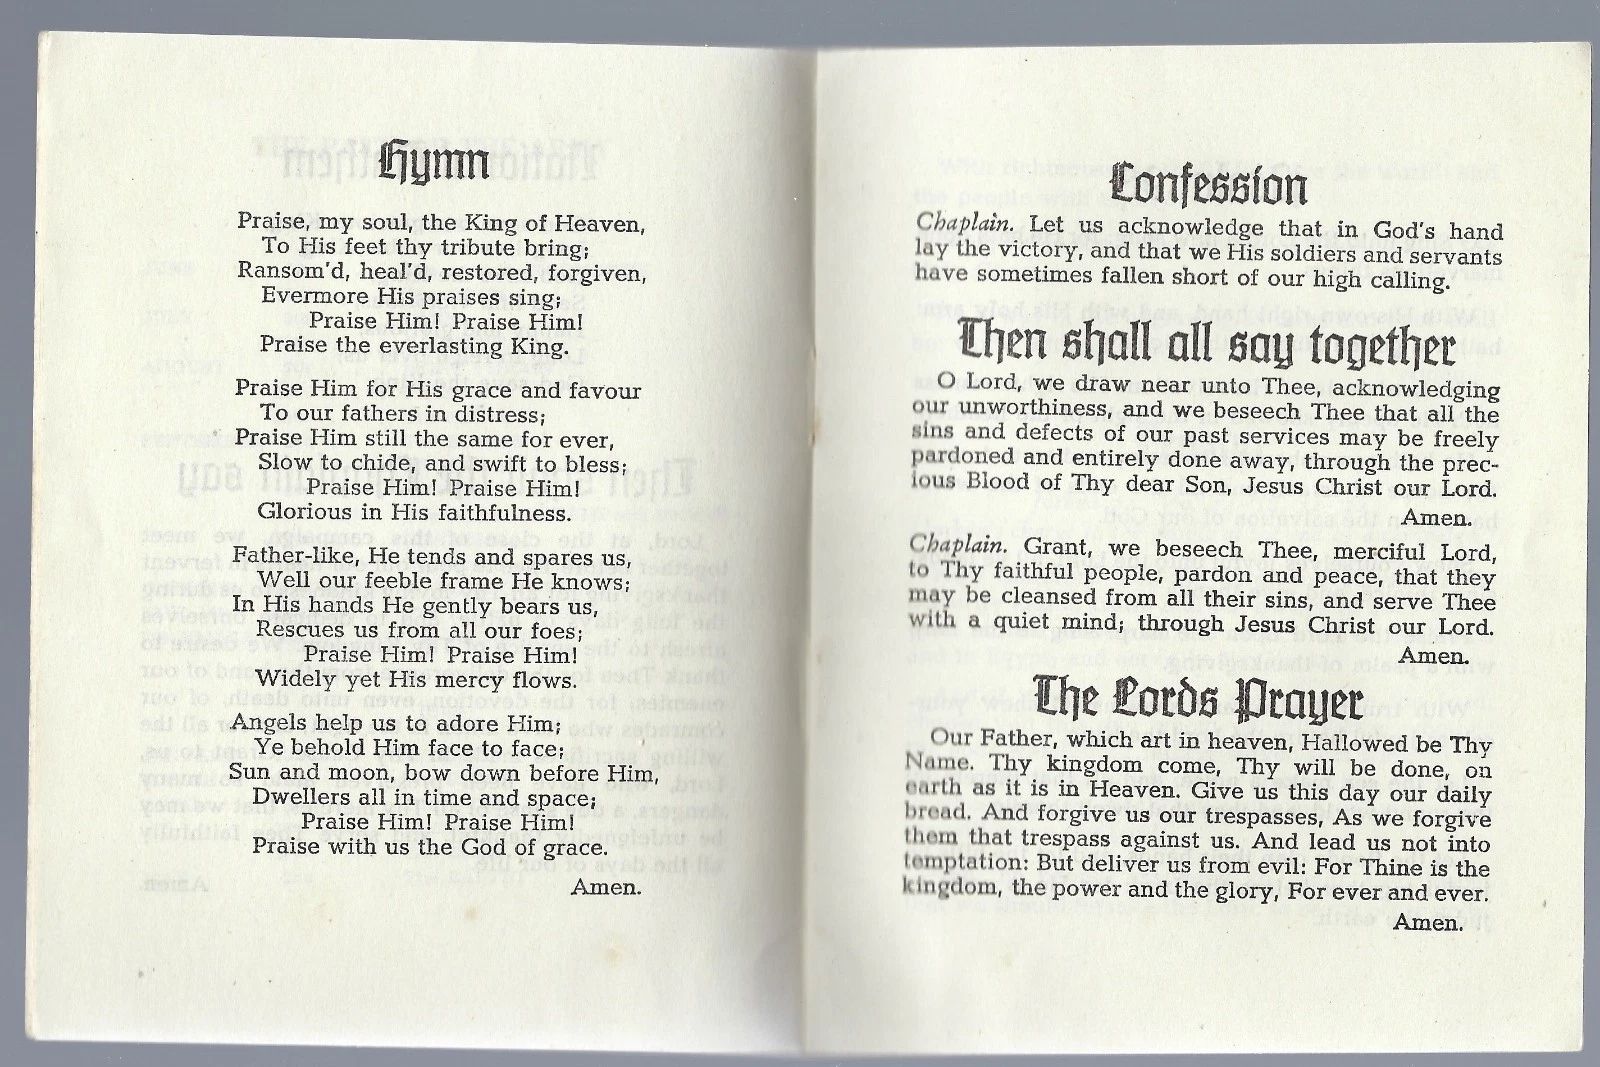 Hymn
Praise, my soul, the King of Heaven,
To His feet thy tribute bring;
Ransom'd, heal'd, restored, forgiven,
Evermore His praises sing;
Praise Him! Praise Him!
Praise the everlasting King.
Praise Him for His grace and favour
To our fathers in distress;
Praise Him still the same for ever,
Slow to chide, and swift to bless;
Praise Him! Praise Him!
Glorious in His faithfulness.
Father-like, He tends and spares us,
Well our feeble frame He knows;
In His hands He gently bears us,
Rescues us from all our foes;
Praise Him! Praise Him!
Widely yet His mercy flows.
Angels help us to adore Him;
Ye behold Him face to face;
Sun and moon, bow down before Him,
Dwellers all in time and space;
Praise Him! Praise Him!
Praise with us the God of grace.
Amen.
Confession
Chaplain. Let us acknowledge that in God's hand
lay the victory, and that we His soldiers and servants
have sometimes fallen short of our high calling.
Then shall all say together
O Lord, we draw near unto Thee, acknowledging
our unworthiness, and we beseech Thee that all the
sins and defects of our past services may be freely
pardoned and entirely done away, through the prec-
ious Blood of Thy dear Son, Jesus Christ our Lord.
Amen.
Chaplain. Grant, we beseech Thee, merciful Lord,
to Thy faithful people, pardon and peace, that they
may be cleansed from all their sins, and serve Thee
with a quiet mind; through Jesus Christ our Lord.
Amen.
The Lords Prayer
Our Father, which art in heaven, Hallowed be Thy
Name. Thy kingdom come, Thy will be done, on
earth as it is in Heaven. Give us this day our daily
bread. And forgive us our trespasses, As we forgive
them that trespass against us. And lead us not into
temptation: But deliver us from evil: For Thine is the
kingdom, the power and the glory, For ever and ever.
Amen.